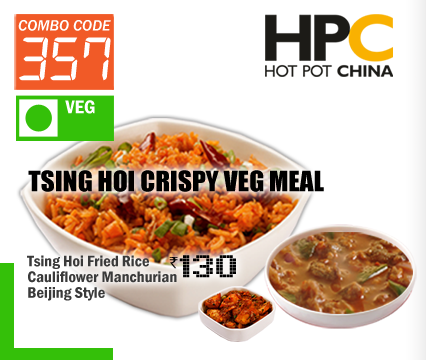 COMBO CODE
357
VEG
HPC
HOT POT CHINA
TSING HOI CRISPY VEG MEAL
Tsing Hoi Fried Rice ₹130
Cauliflower Manchurian
Beijing Style